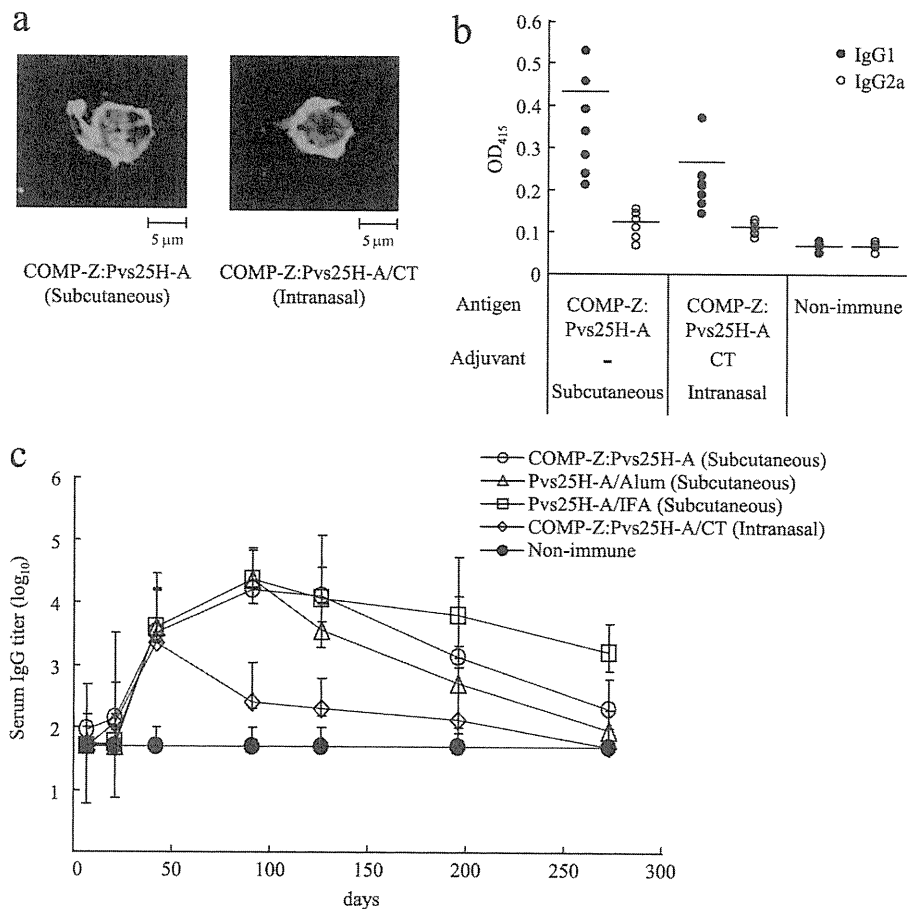 a
5 μm
5 μm
COMP-Z:Pvs25H-A
(Subcutaneous)
COMP-Z:Pvs25H-A/CT
(Intranasal)
b
0.6
0.5
0.4
0.3
0.2
0.1
0
OD415
IgG1
IgG2a
Antigen
COMP-Z:
Pvs25H-A
COMP-Z:
Pvs25H-A
Non-immune
Adjuvant
-
CT
Subcutaneous
Intranasal
c
COMP-Z:Pvs25H-A (Subcutaneous)
Pvs25H-A/Alum (Subcutaneous)
Pvs25H-A/IFA (Subcutaneous)
COMP-Z:Pvs25H-A/CT (Intranasal)
Non-immune
6
5
4
3
2
1
Serum IgG titer (log10)
0
50
100
150
200
250
300
days